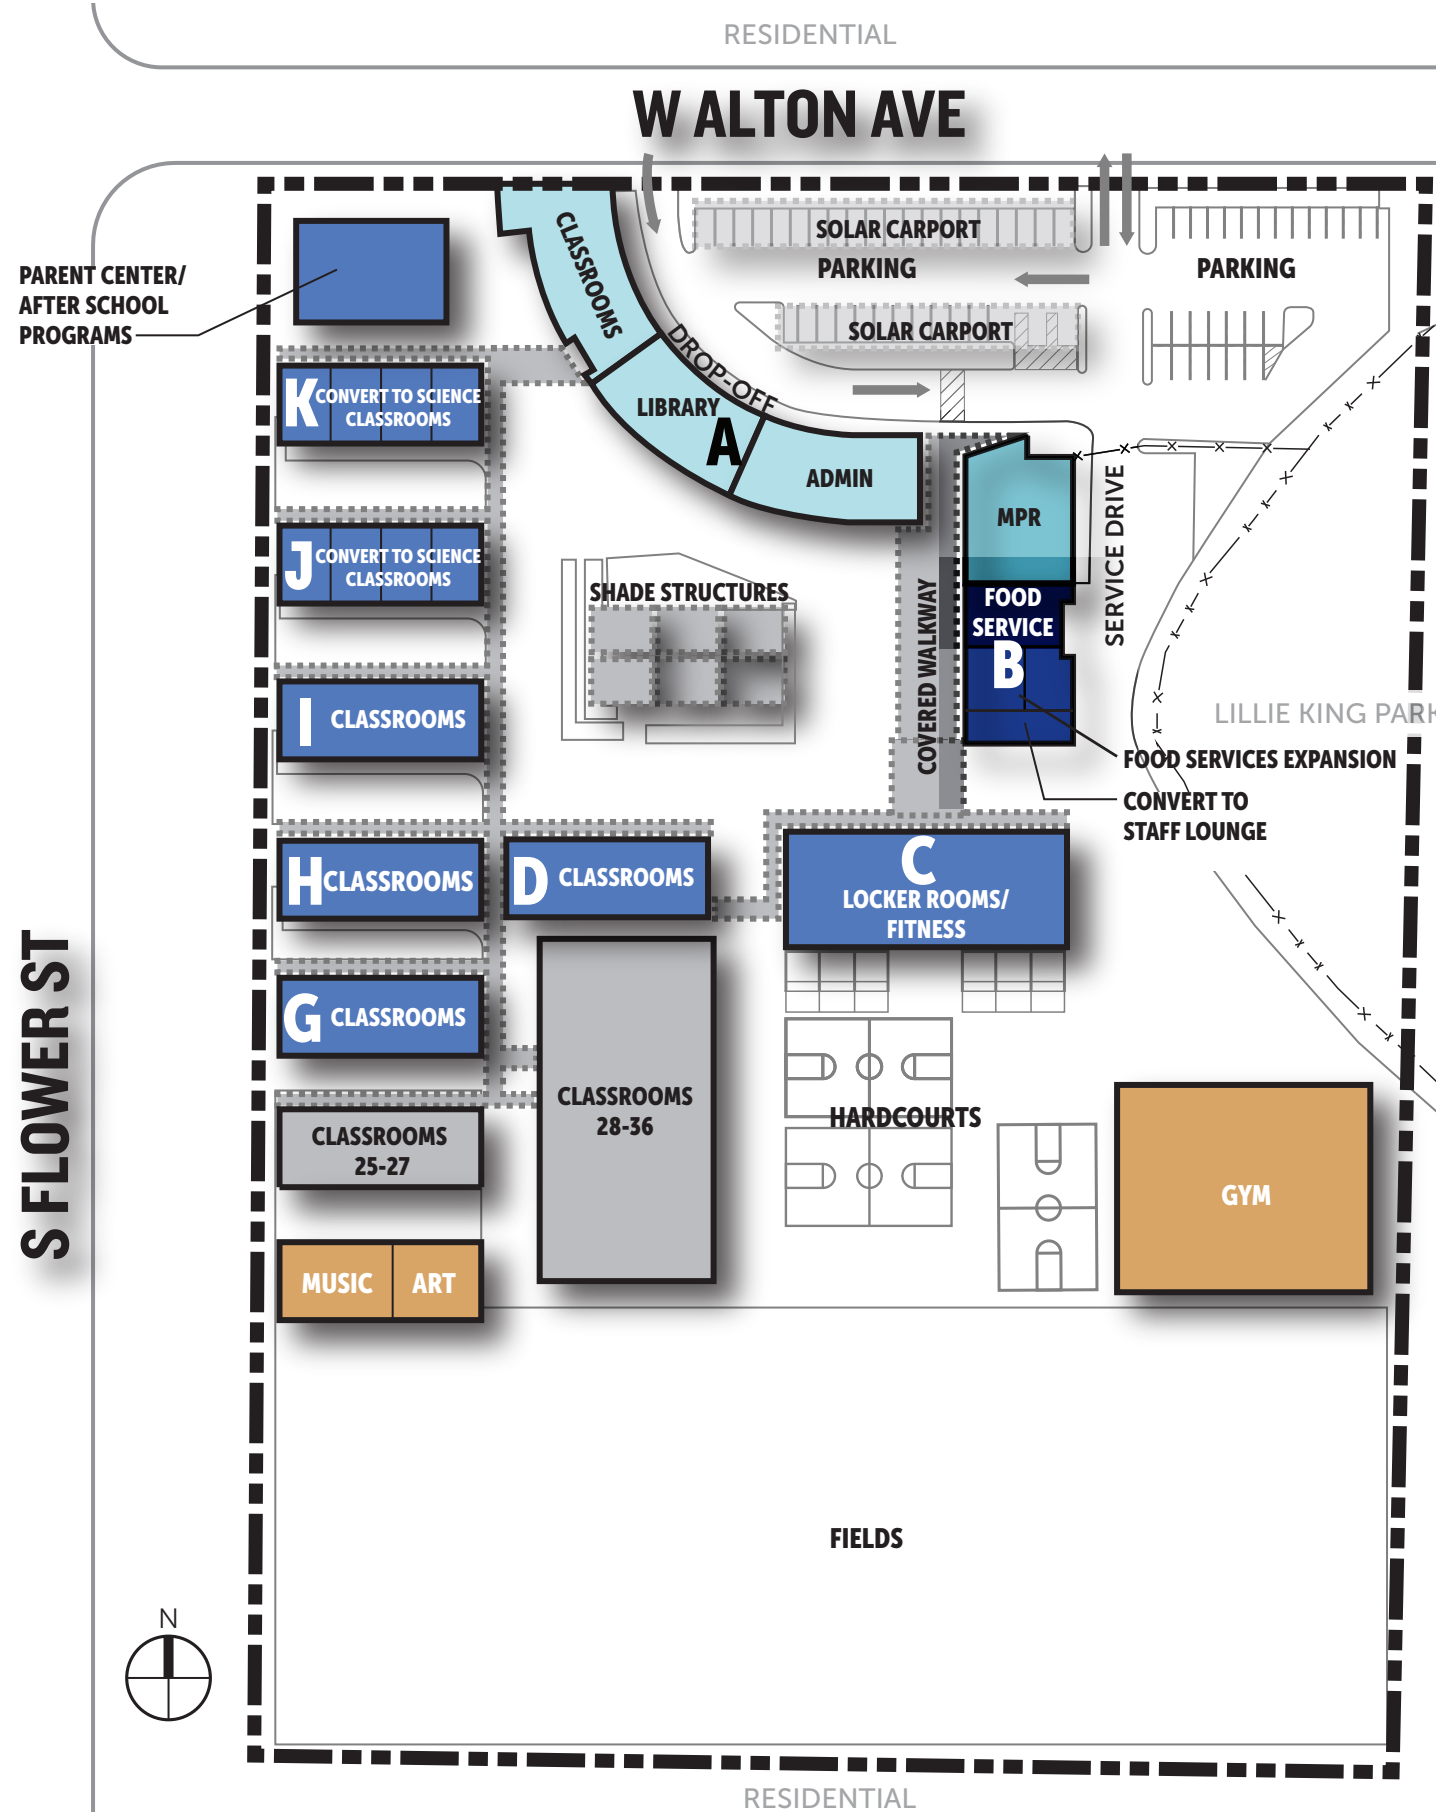 RESIDENTIAL
W ALTON AVE
CLASSROOMS
SOLAR CARPORT
PARKING
PARKING
PARENT CENTER/
AFTER SCHOOL
PROGRAMS
SOLAR CARPORT
DROP-OFF
K CONVERT TO SCIENCE
CLASSROOMS
LIBRARY
A
ADMIN
MPR
SERVICE DRIVE
J CONVERT TO SCIENCE
CLASSROOMS
SHADE STRUCTURES
COVERED WALKWAY
FOOD
SERVICE
B
I CLASSROOMS
LILLIE KING PARK
FOOD SERVICES EXPANSION
CONVERT TO
STAFF LOUNGE
H CLASSROOMS
D CLASSROOMS
C
LOCKER ROOMS/
FITNESS
S FLOWER ST
G CLASSROOMS
CLASSROOMS
28-36
HARDCOURTS
CLASSROOMS
25-27
GYM
MUSIC
ART
FIELDS
N
RESIDENTIAL